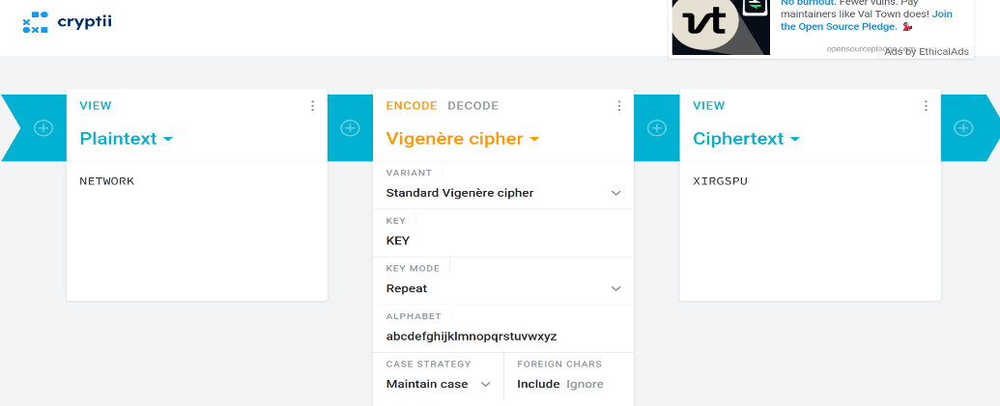 cryptii
No burnout. Fewer vulns. Pay
maintainers like Val Town does! Join
the Open Source Pledge.
opensourcepledge.com
Ads by EthicalAds
vt
VIEW
Plaintext
NETWORK
ENCODE DECODE
Vigenère cipher
VARIANT
Standard Vigenère cipher
KEY
KEY
KEY MODE
Repeat
ALPHABET
abcdefghijklmnopqrstuvwxyz
CASE STRATEGY
Maintain case
FOREIGN CHARS
Include Ignore
VIEW
Ciphertext
XIRGSPU